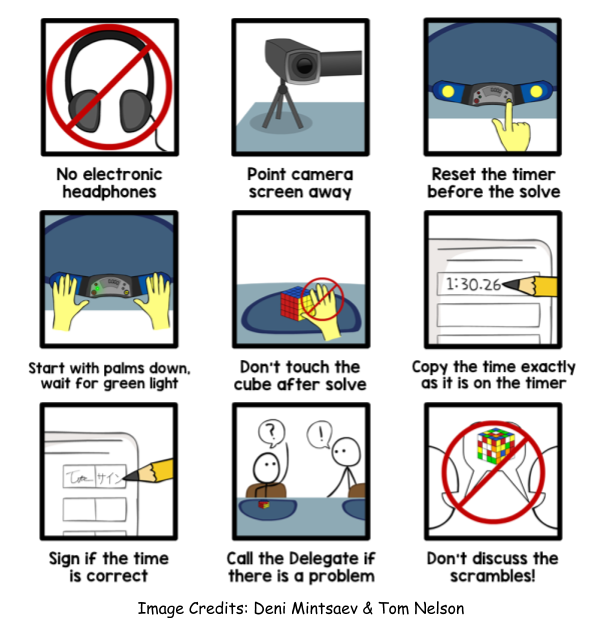 No electronic
headphones
Point camera
screen away
Reset the timer
before the solve
Start with palms down,
wait for green light
Don't touch the
cube after solve
1:30.26
Copy the time exactly
as it is on the timer
サイン
Sign if the time
is correct
?
!
Call the Delegate if
there is a problem
Don't discuss the
scrambles!
Image Credits: Deni Mintsaev & Tom Nelson